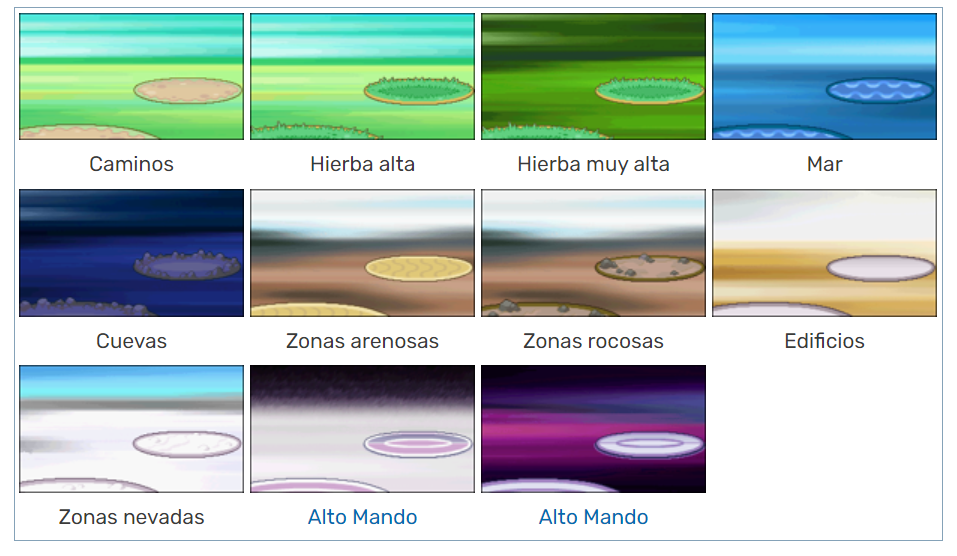 Caminos
Hierba alta
Hierba muy alta
Mar
Cuevas
Zonas arenosas
Zonas rocosas
Edificios
Zonas nevadas
Alto Mando
Alto Mando